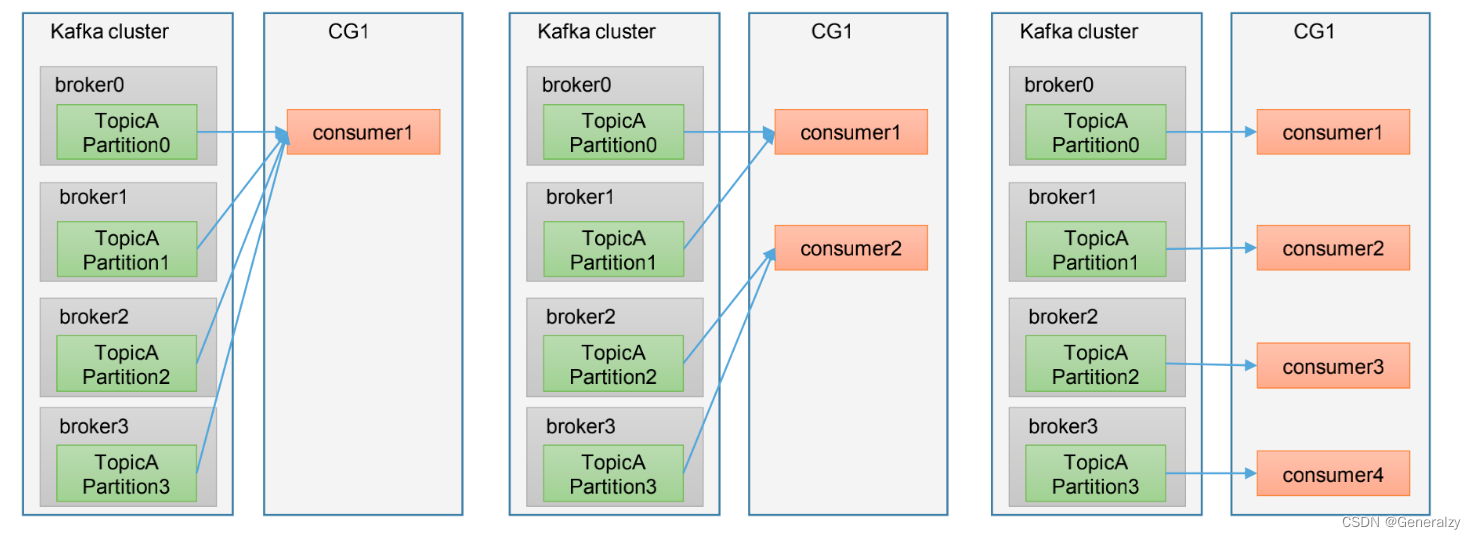 Kafka cluster
broker0
TopicA
Partition0
broker1
TopicA
Partition1
broker2
TopicA
Partition2
broker3
TopicA
Partition3
CG1
consumer1
Kafka cluster
broker0
TopicA
Partition0
broker1
TopicA
Partition1
broker2
TopicA
Partition2
broker3
TopicA
Partition3
CG1
consumer1
consumer2
Kafka cluster
broker0
TopicA
Partition0
broker1
TopicA
Partition1
broker2
TopicA
Partition2
broker3
TopicA
Partition3
CG1
consumer1
consumer2
consumer3
consumer4
CSDN @Generalzy